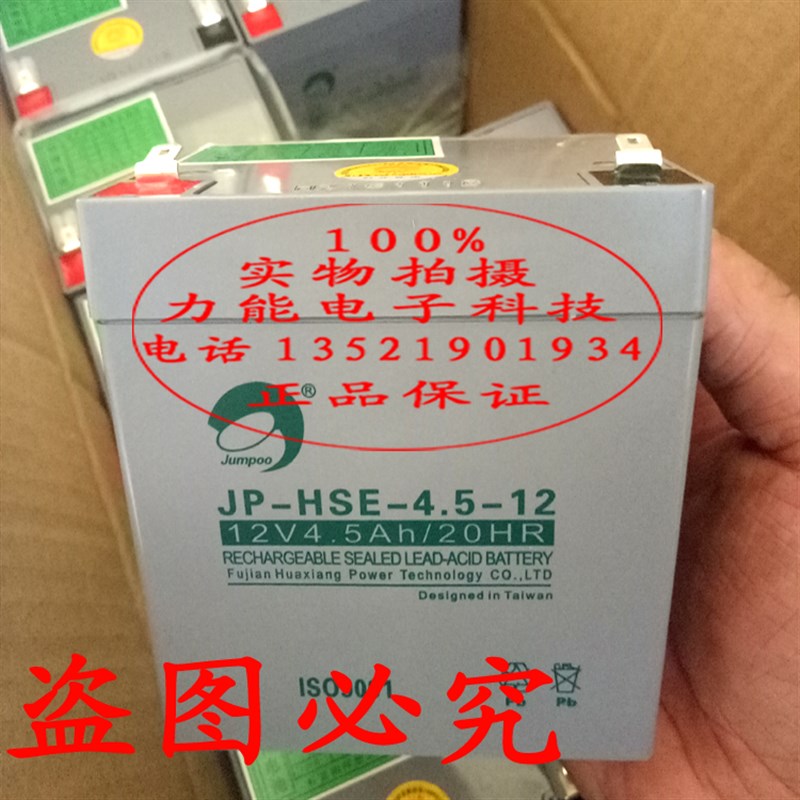 100%
实物拍摄
力能电子科技
电话 13521901934
正品保证
®
Jumpoo
JP-HSE-4.5-12
12V4.5Ah/20HR
RECHARGEABLE SEALED LEAD-ACID BATTERY
Fujian Huaxiang Power Technology CO.,LTD
Designed in Taiwan
ISO9001
Pb Pb
盗图必究